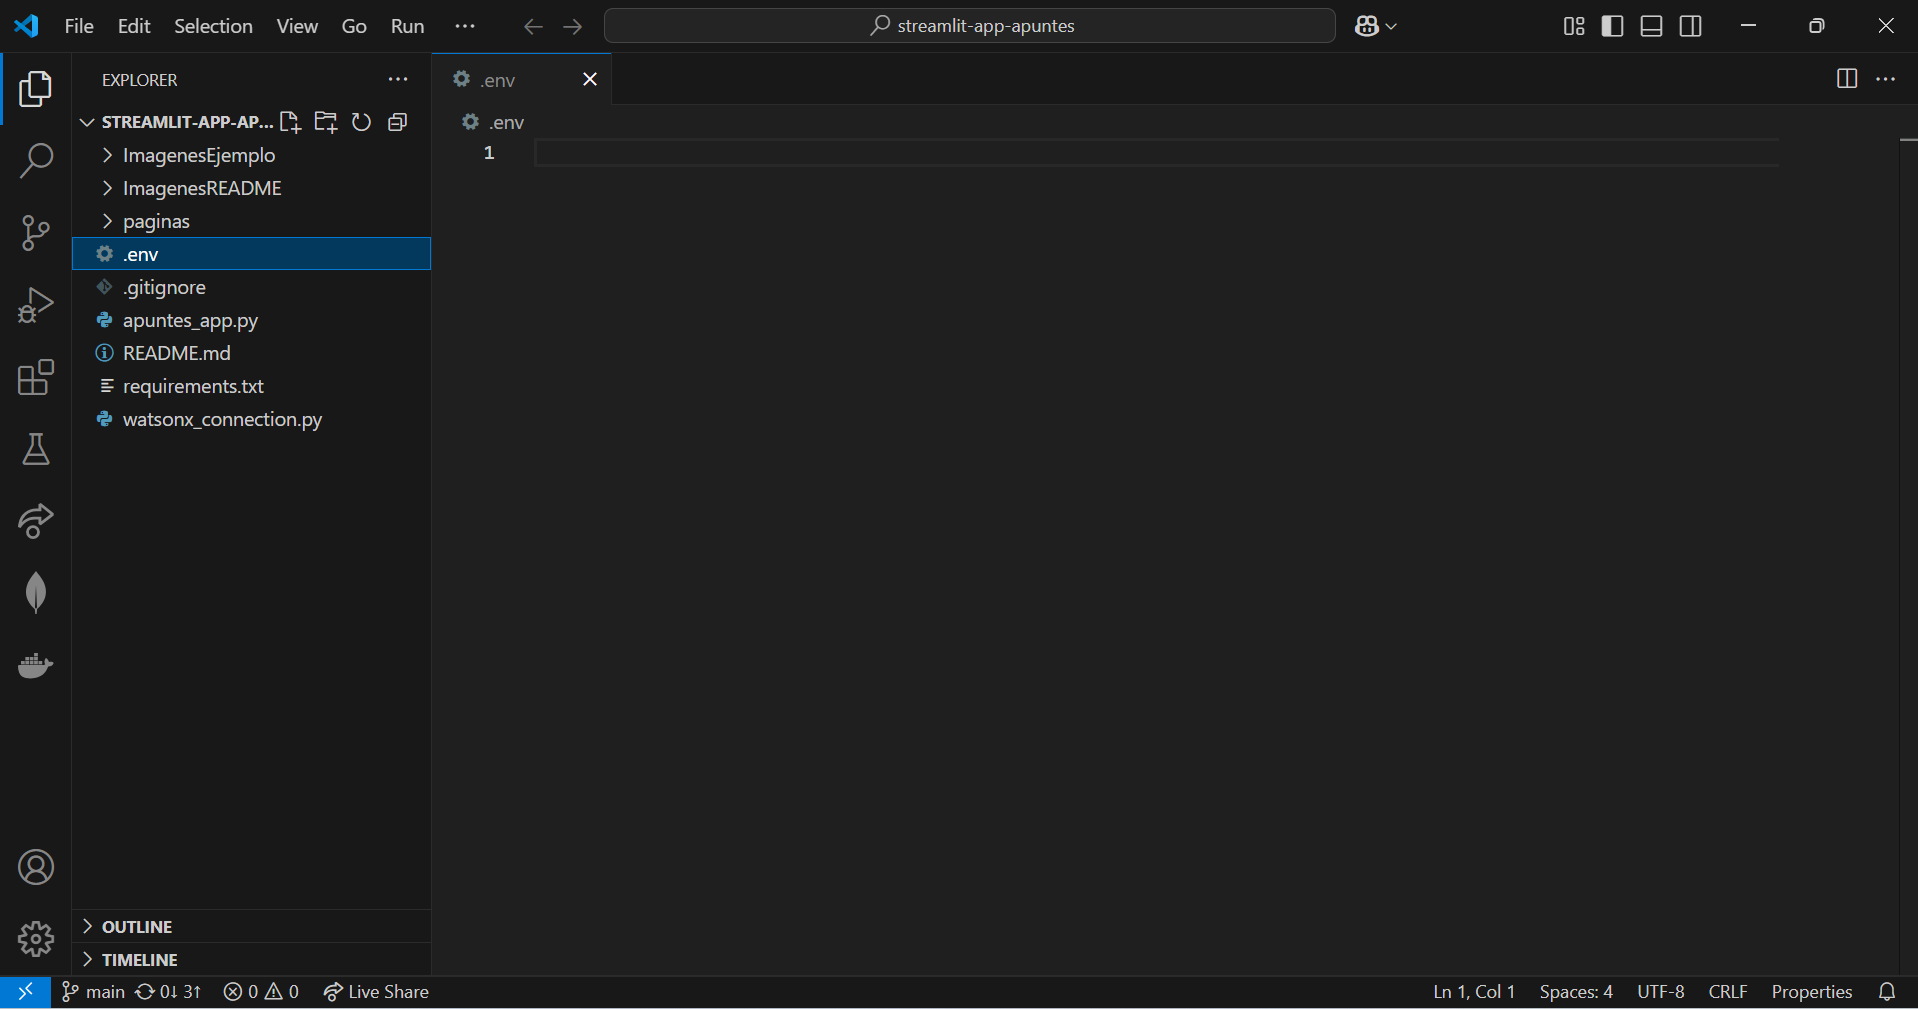 File Edit Selection View Go Run ··· streamlit-app-apuntes
EXPLORER ···
STREAMLIT-APP-AP...
ImagenesEjemplo
ImagenesREADME
paginas
.env
.gitignore
apuntes_app.py
README.md
requirements.txt
watsonx_connection.py
OUTLINE
TIMELINE
.env
.env
1
main 0↓ 3↑ 0 0 Live Share Ln 1, Col 1 Spaces: 4 UTF-8 CRLF Properties